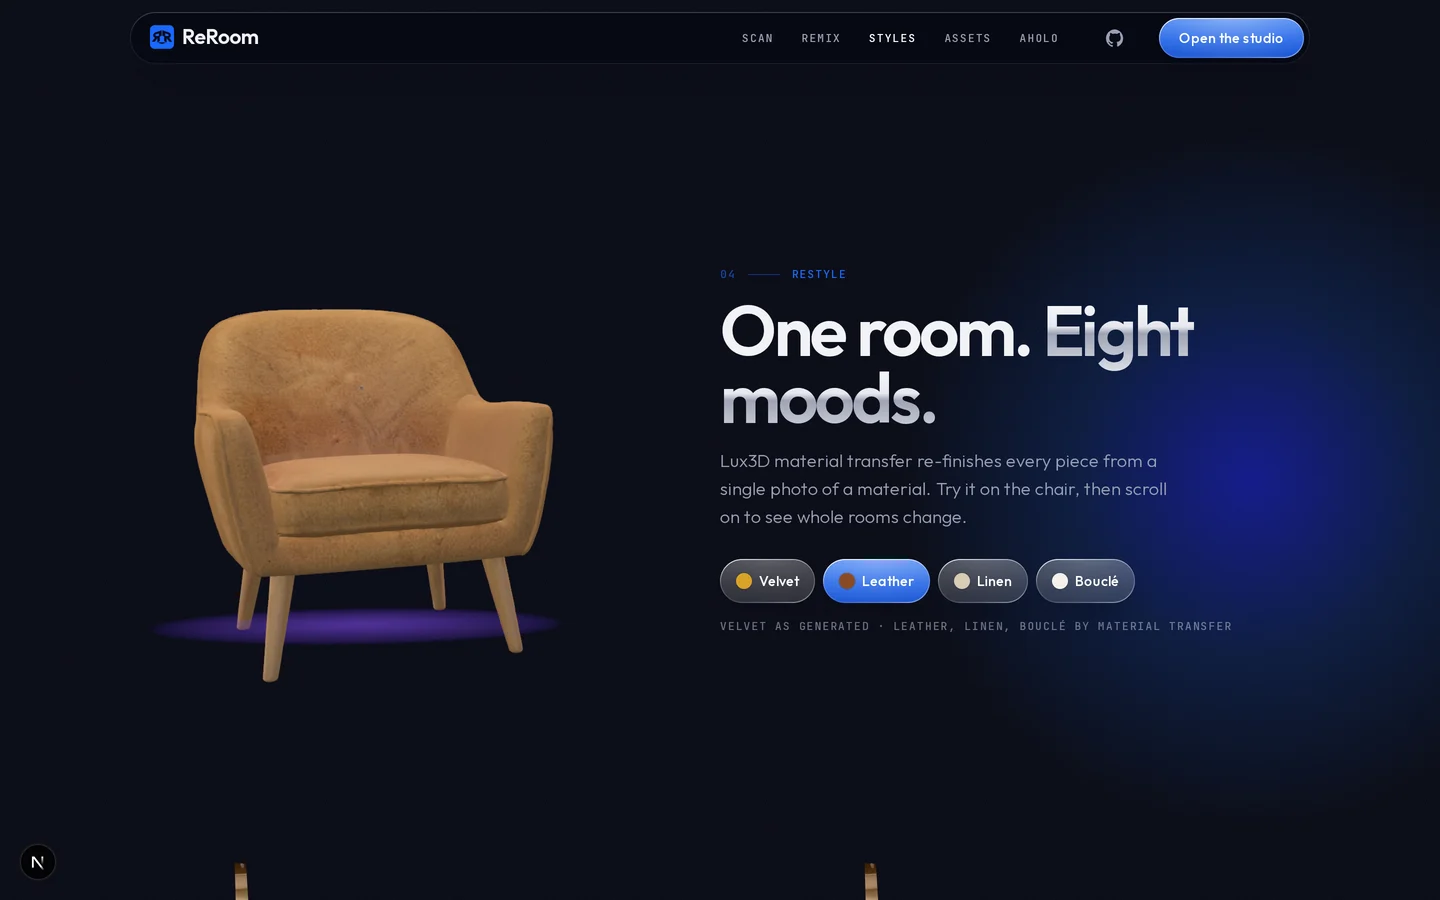 ReRoom
SCAN REMIX STYLES ASSETS AHOLO
Open the studio
04 RESTYLE
One room. Eight
moods.
Lux3D material transfer re-finishes every piece from a
single photo of a material. Try it on the chair, then scroll
on to see whole rooms change.
Velvet Leather Linen Bouclé
VELVET AS GENERATED · LEATHER, LINEN, BOUCLÉ BY MATERIAL TRANSFER
N